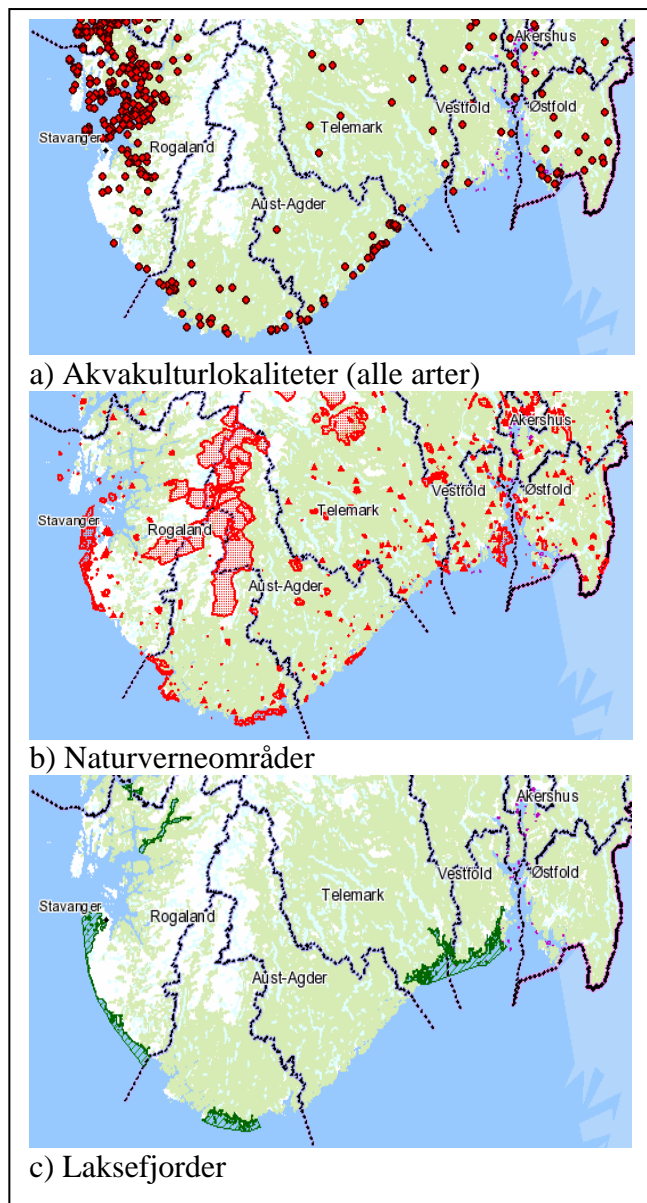 Akershus
Vestfold
Østfold
Telemark
Stavanger
Rogaland
Aust-Agder
a) Akvakulturlokaliteter (alle arter)
Akershus
Vestfold
Østfold
Telemark
Stavanger
Rogaland
Aust-Agder
b) Naturverneområder
Akershus
Vestfold
Østfold
Telemark
Stavanger
Rogaland
Aust-Agder
c) Laksefjorder